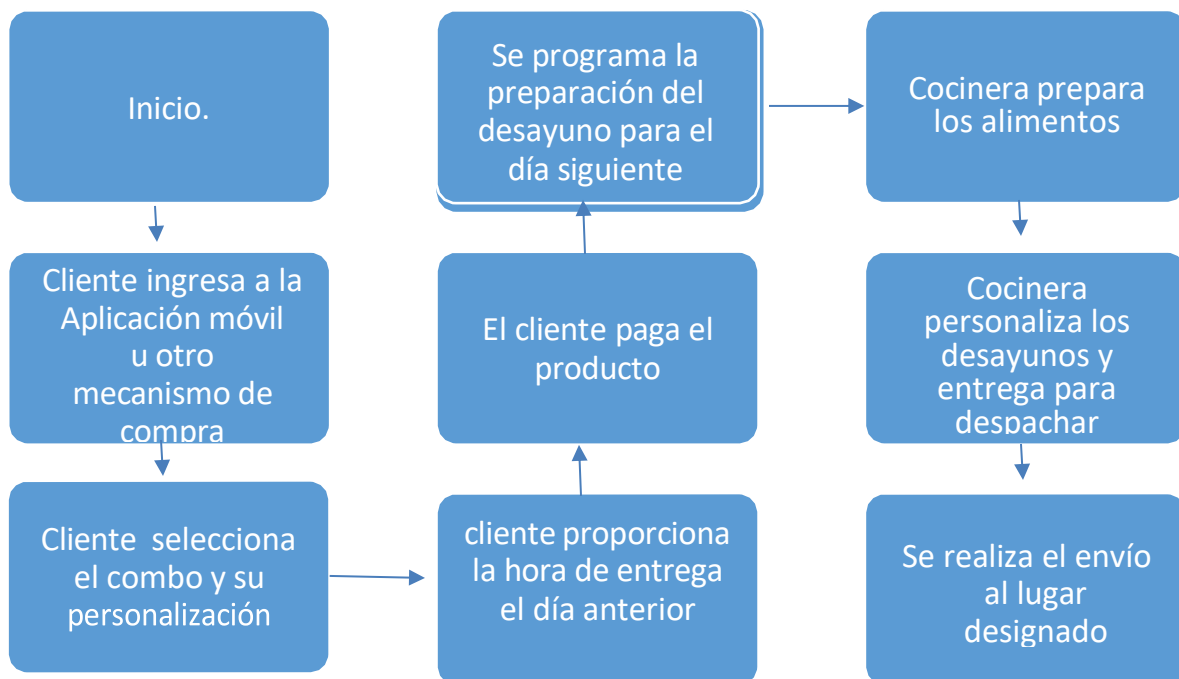 Inicio.
Cliente ingresa a la
Aplicación móvil
u otro
mecanismo de
compra
Cliente selecciona
el combo y su
personalización
cliente proporciona
la hora de entrega
el día anterior
El cliente paga el
producto
Se programa la
preparación del
desayuno para el
día siguiente
Cocinera prepara
los alimentos
Cocinera
personaliza los
desayunos y
entrega para
despachar
Se realiza el envío
al lugar
designado